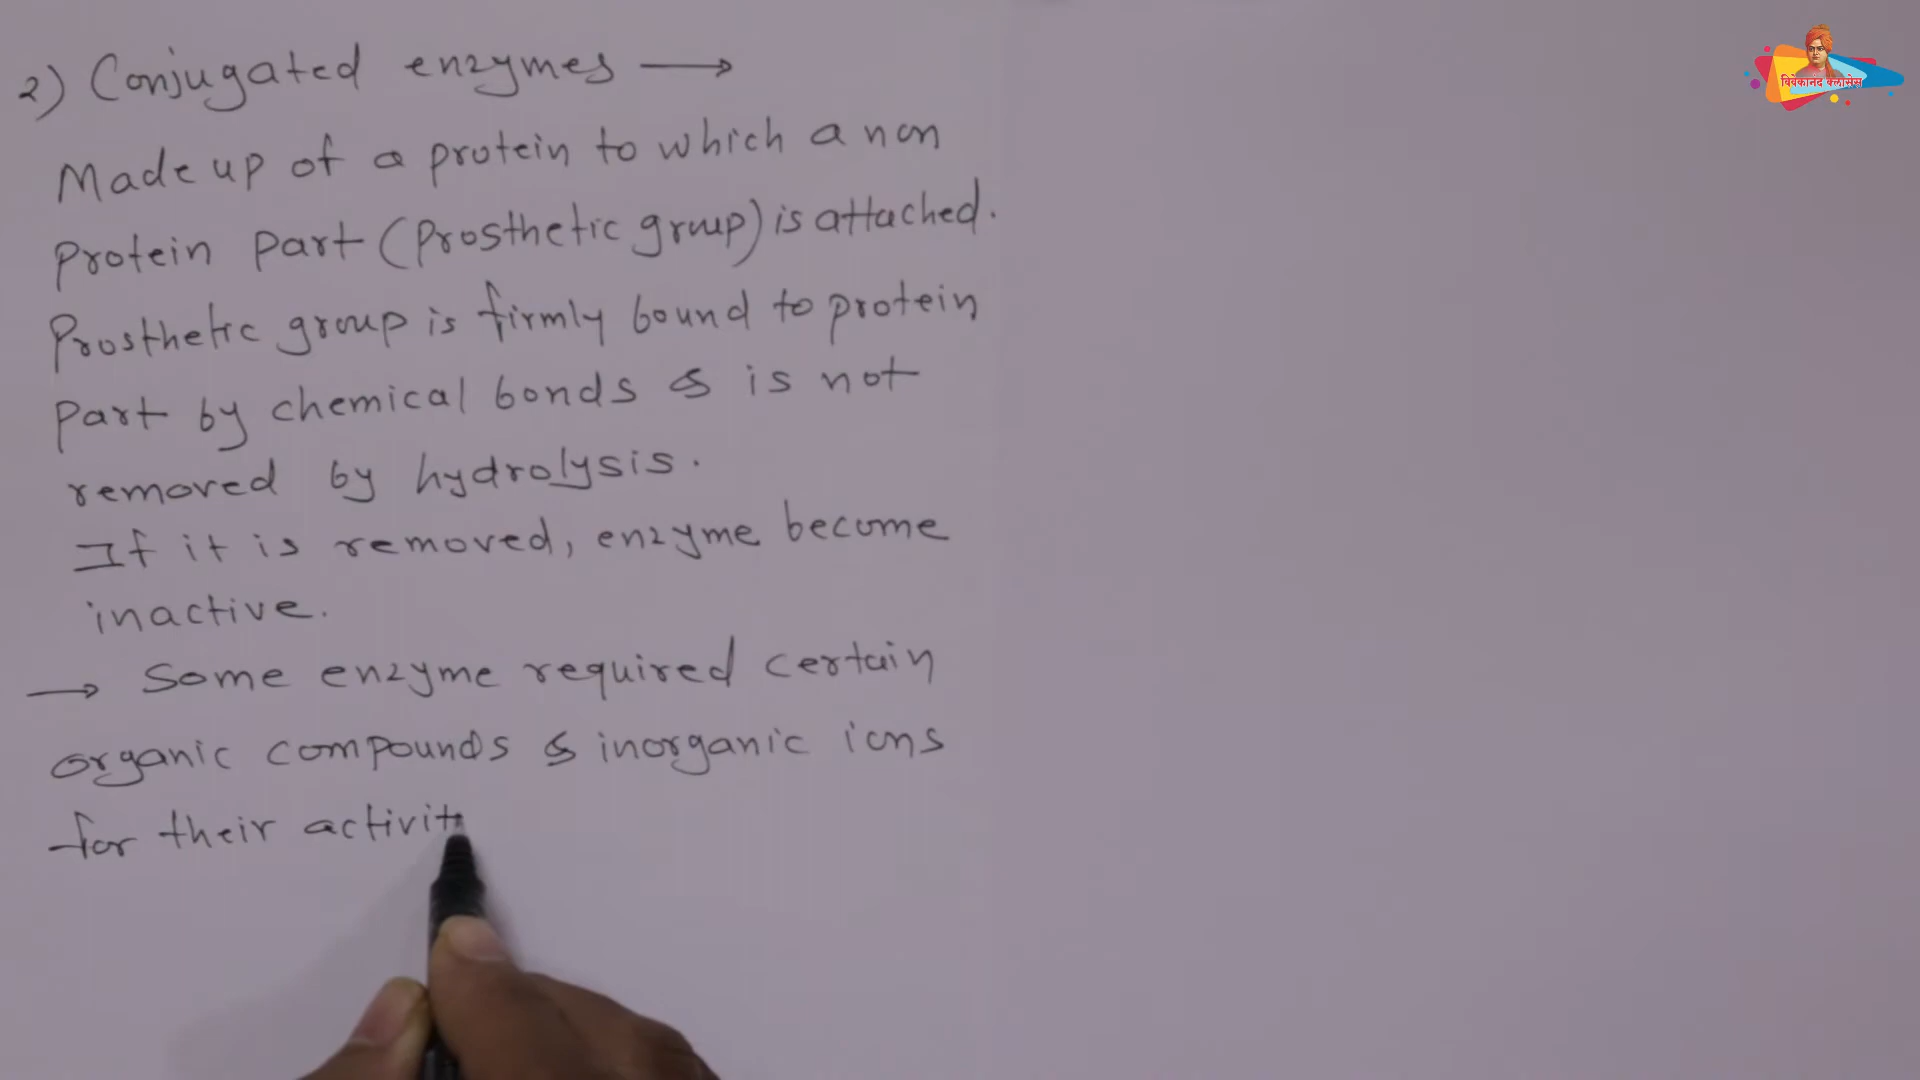 2) Conjugated enzymes →
Made up of a protein to which a non
protein part (Prosthetic group) is attached.
Prosthetic group is firmly bound to protein
part by chemical bonds & is not
removed by hydrolysis.
If it is removed, enzyme become
inactive.
→ Some enzyme required certain
organic compounds & inorganic ions
for their activit
विवेकानंद क्लासेस